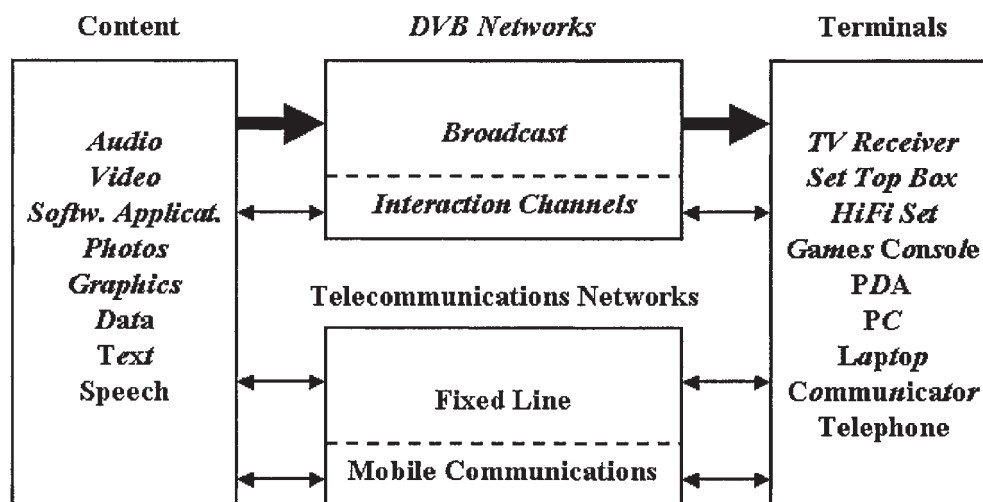 Content
Audio
Video
Softw. Applicat.
Photos
Graphics
Data
Text
Speech
DVB Networks
Broadcast
Interaction Channels
Telecommunications Networks
Fixed Line
Mobile Communications
Terminals
TV Receiver
Set Top Box
HiFi Set
Games Console
PDA
PC
Laptop
Communicator
Telephone